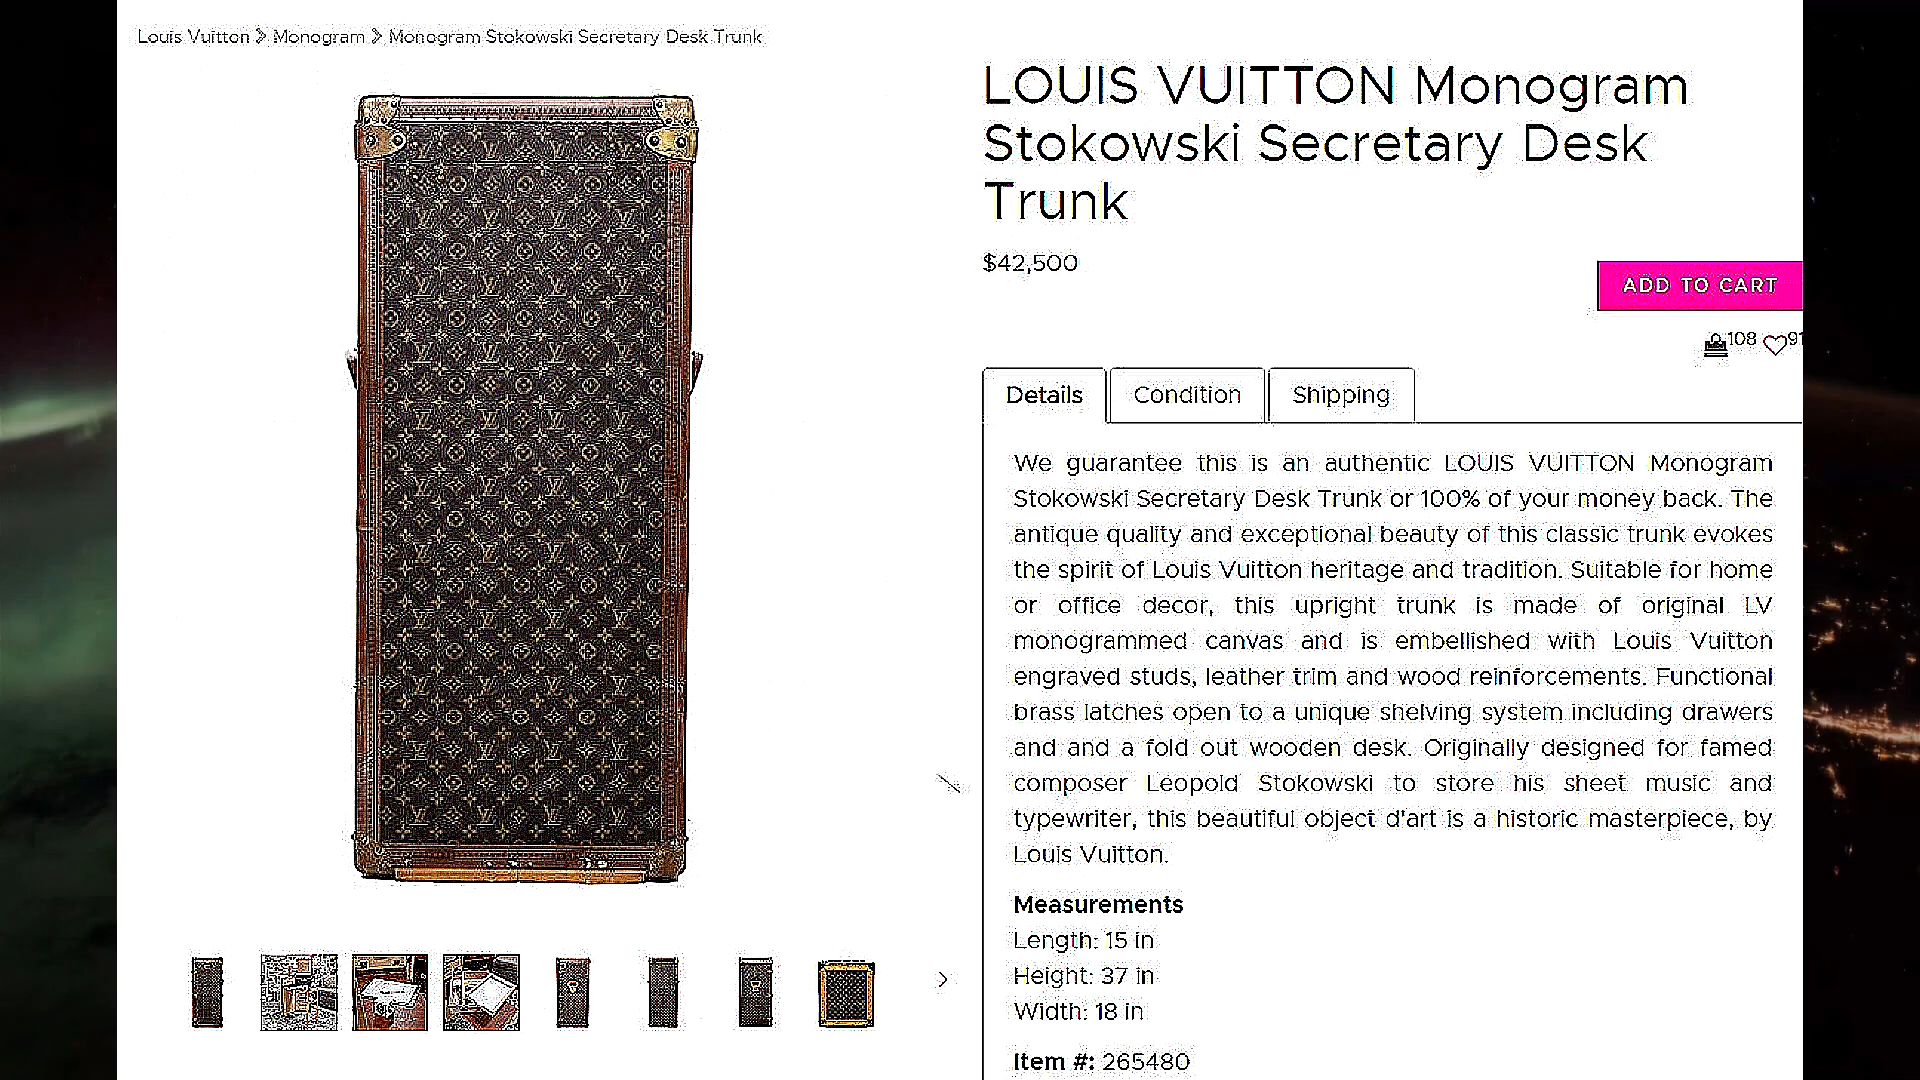 Louis Vuitton > Monogram > Monogram Stokowski Secretary Desk Trunk
LOUIS VUITTON Monogram
Stokowski Secretary Desk
Trunk
$42,500
ADD TO CART
108 91
Details Condition Shipping
We guarantee this is an authentic LOUIS VUITTON Monogram
Stokowski Secretary Desk Trunk or 100% of your money back. The
antique quality and exceptional beauty of this classic trunk evokes
the spirit of Louis Vuitton heritage and tradition. Suitable for home
or office decor, this upright trunk is made of original LV
monogrammed canvas and is embellished with Louis Vuitton
engraved studs, leather trim and wood reinforcements. Functional
brass latches open to a unique shelving system including drawers
and and a fold out wooden desk. Originally designed for famed
composer Leopold Stokowski to store his sheet music and
typewriter, this beautiful object d'art is a historic masterpiece, by
Louis Vuitton.
Measurements
Length: 15 in
Height: 37 in
Width: 18 in
Item #: 265480